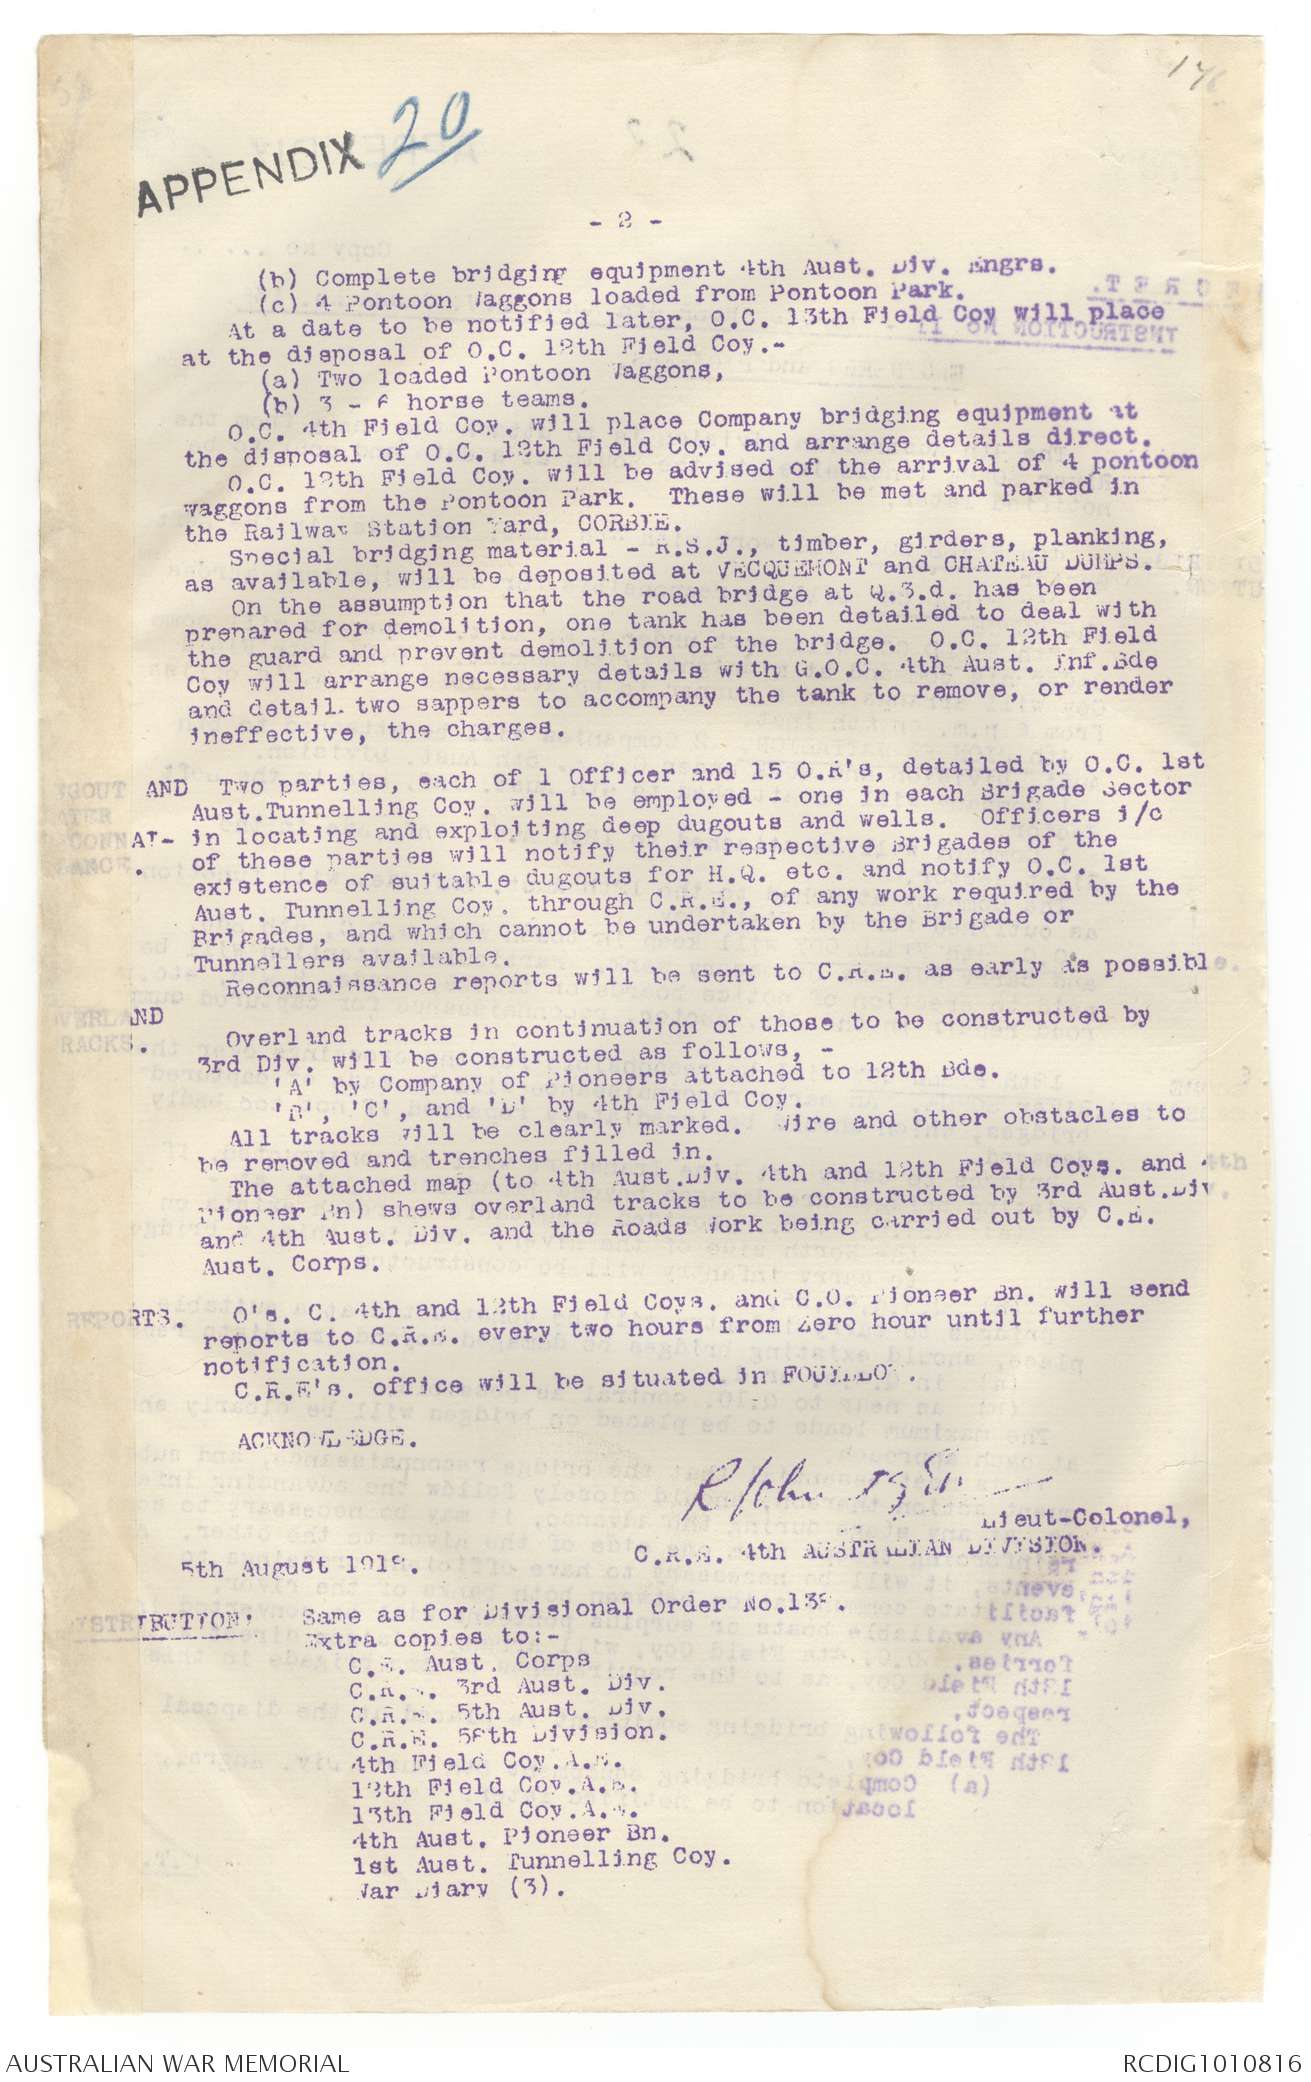 APPENDIX 20
- 2 -
(b) Complete bridging equipment 4th Aust. Div. Engrs.
(c) 4 Pontoon Waggons loaded from Pontoon Park.
At a date to be notified later, O.C. 13th Field Coy will place
at the disposal of O.C. 12th Field Coy.-
(a) Two loaded Pontoon Waggons,
(b) 3 - 6 horse teams.
O.C. 4th Field Coy. will place Company bridging equipment at
the disposal of O.C. 12th Field Coy. and arrange details direct.
O.C. 12th Field Coy. will be advised of the arrival of 4 pontoon
waggons from the Pontoon Park. These will be met and parked in
the Railway Station Yard, CORBIE.
Special bridging material - R.S.J., timber, girders, planking,
as available, will be deposited at VECQUEMONT and CHATEAU DUMPS.
On the assumption that the road bridge at Q.3.d. has been
prepared for demolition, one tank has been detailed to deal with
the guard and prevent demolition of the bridge. O.C. 12th Field
Coy will arrange necessary details with G.O.C. 4th Aust. Inf.Bde
and detail two sappers to accompany the tank to remove, or render
ineffective, the charges.
DUGOUT AND Two parties, each of 1 Officer and 15 O.R's, detailed by O.C. 1st
WATER Aust.Tunnelling Coy. will be employed - one in each Brigade Sector
RECONNAI- in locating and exploiting deep dugouts and wells. Officers i/c
SSANCE. of these parties will notify their respective Brigades of the
existence of suitable dugouts for H.Q. etc. and notify O.C. 1st
Aust. Tunnelling Coy. through C.R.E., of any work required by the
Brigades, and which cannot be undertaken by the Brigade or
Tunnellers available.
Reconnaissance reports will be sent to C.R.E. as early as possible.
OVERLAND
TRACKS. Overland tracks in continuation of those to be constructed by
3rd Div. will be constructed as follows, -
'A' by Company of Pioneers attached to 12th Bde.
'B', 'C', and 'D' by 4th Field Coy.
All tracks will be clearly marked. Wire and other obstacles to
be removed and trenches filled in.
The attached map (to 4th Aust.Div. 4th and 12th Field Coys. and 4th
Pioneer Bn) shews overland tracks to be constructed by 3rd Aust.Div.
and 4th Aust. Div. and the Roads Work being carried out by C.E.
Aust. Corps.
REPORTS. O's. C. 4th and 12th Field Coys. and C.O. Pioneer Bn. will send
reports to C.R.E. every two hours from Zero hour until further
notification.
C.R.E's. office will be situated in FOUILLOY.
ACKNOWLEDGE.
Lieut-Colonel,
C.R.E. 4th AUSTRALIAN DIVISION.
5th August 1918.
DISTRIBUTION: Same as for Divisional Order No.138.
Extra copies to:-
C.E. Aust. Corps
C.R.E. 3rd Aust. Div.
C.R.E. 5th Aust. Div.
C.R.E. 58th Division.
4th Field Coy.A.E.
12th Field Coy.A.E.
13th Field Coy.A.E.
4th Aust. Pioneer Bn.
1st Aust. Tunnelling Coy.
War Diary (3).
AUSTRALIAN WAR MEMORIAL
RCDIG1010816